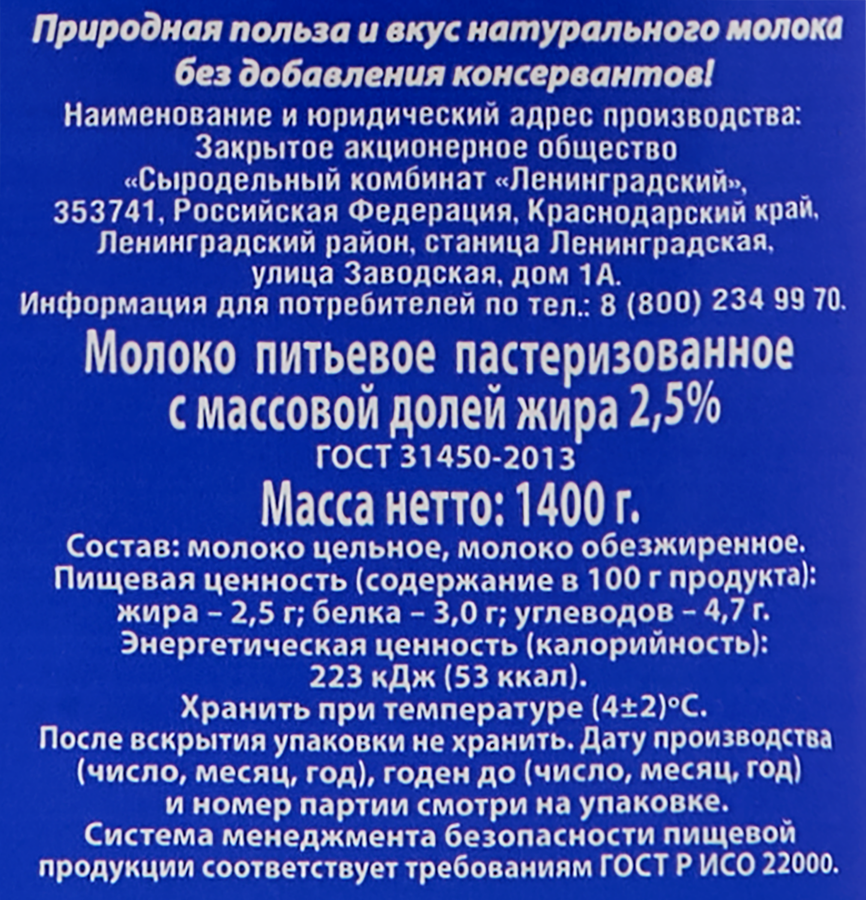 Природная польза и вкус натурального молока
без добавления консервантов!
Наименование и юридический адрес производства:
Закрытое акционерное общество
«Сыродельный комбинат «Ленинградский»,
353741, Российская Федерация, Краснодарский край,
Ленинградский район, станица Ленинградская,
улица Заводская, дом 1А.
Информация для потребителей по тел.: 8 (800) 234 99 70.
Молоко питьевое пастеризованное
с массовой долей жира 2,5%
ГОСТ 31450-2013
Масса нетто: 1400 г.
Состав: молоко цельное, молоко обезжиренное.
Пищевая ценность (содержание в 100 г продукта):
жира – 2,5 г; белка – 3,0 г; углеводов – 4,7 г.
Энергетическая ценность (калорийность):
223 кДж (53 ккал).
Хранить при температуре (4±2)ºС.
После вскрытия упаковки не хранить. Дату производства
(число, месяц, год), годен до (число, месяц, год)
и номер партии смотри на упаковке.
Система менеджмента безопасности пищевой
продукции соответствует требованиям ГОСТ Р ИСО 22000.